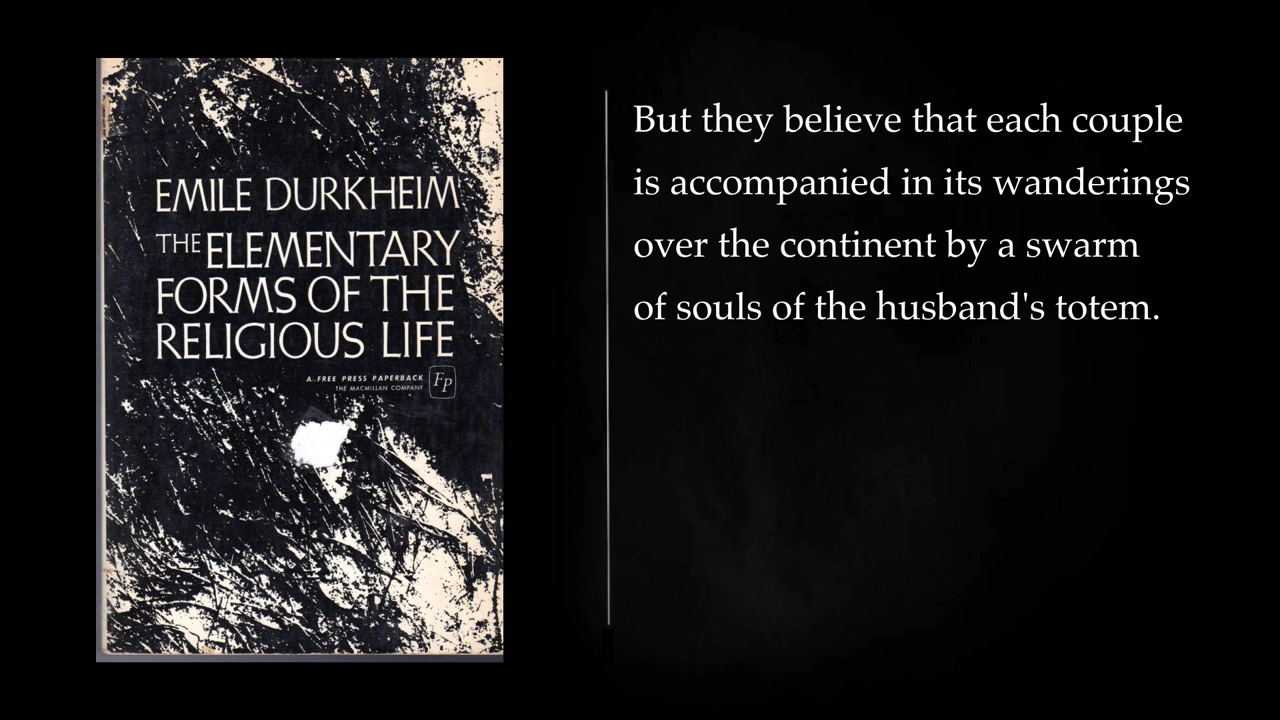 EMILE DURKHEIM
THE ELEMENTARY
FORMS OF THE
RELIGIOUS LIFE
A FREE PRESS PAPERBACK
THE MACMILLAN COMPANY
FP
But they believe that each couple
is accompanied in its wanderings
over the continent by a swarm
of souls of the husband's totem.